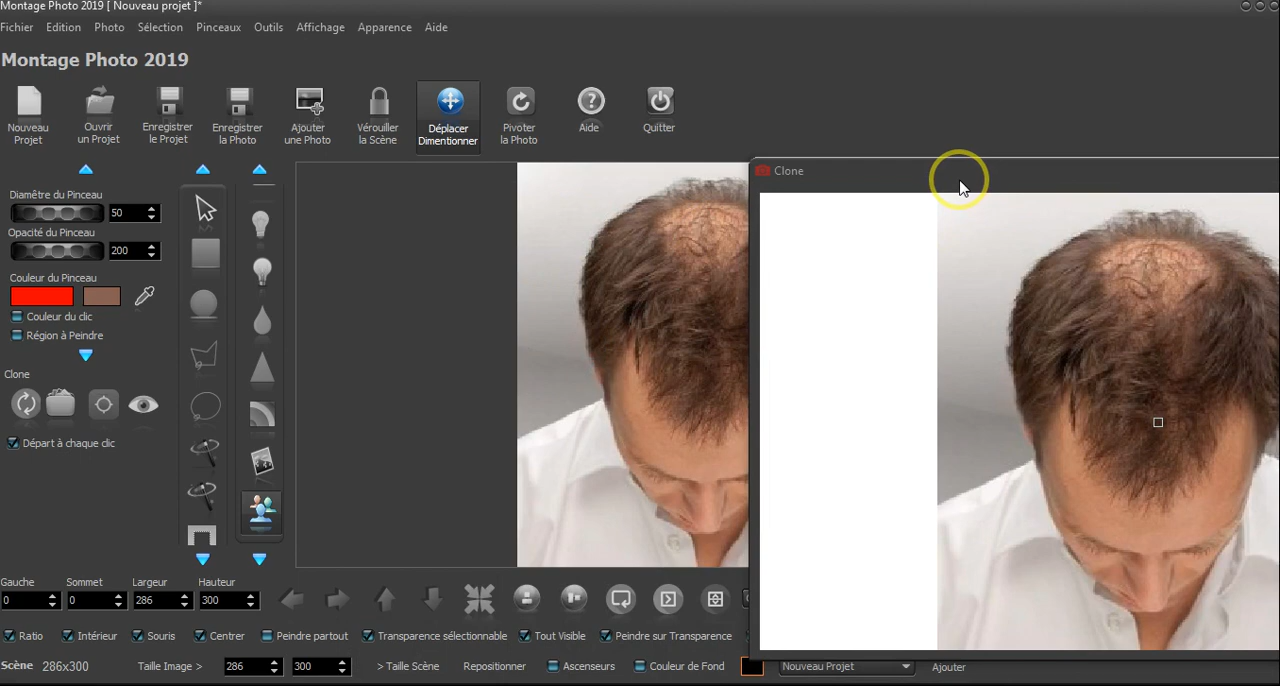 Montage Photo 2019 [ Nouveau projet ]*
Fichier Edition Photo Sélection Pinceaux Outils Affichage Apparence Aide
Montage Photo 2019
Nouveau Projet
Ouvrir un Projet
Enregistrer le Projet
Enregistrer la Photo
Ajouter une Photo
Vérouiller la Scène
Déplacer Dimentionner
Pivoter la Photo
Aide
Quitter
Clone
Diamêtre du Pinceau
50
Opacité du Pinceau
200
Couleur du Pinceau
Couleur du clic
Région à Peindre
Clone
Départ à chaque clic
Gauche Sommet Largeur Hauteur
0 0 286 300
Ratio Intérieur Souris Centrer Peindre partout Transparence sélectionnable Tout Visible Peindre sur Transparence
Scène 286x300 Taille Image > 286 300 > Taille Scène Repositionner Ascenseurs Couleur de Fond Nouveau Projet Ajouter